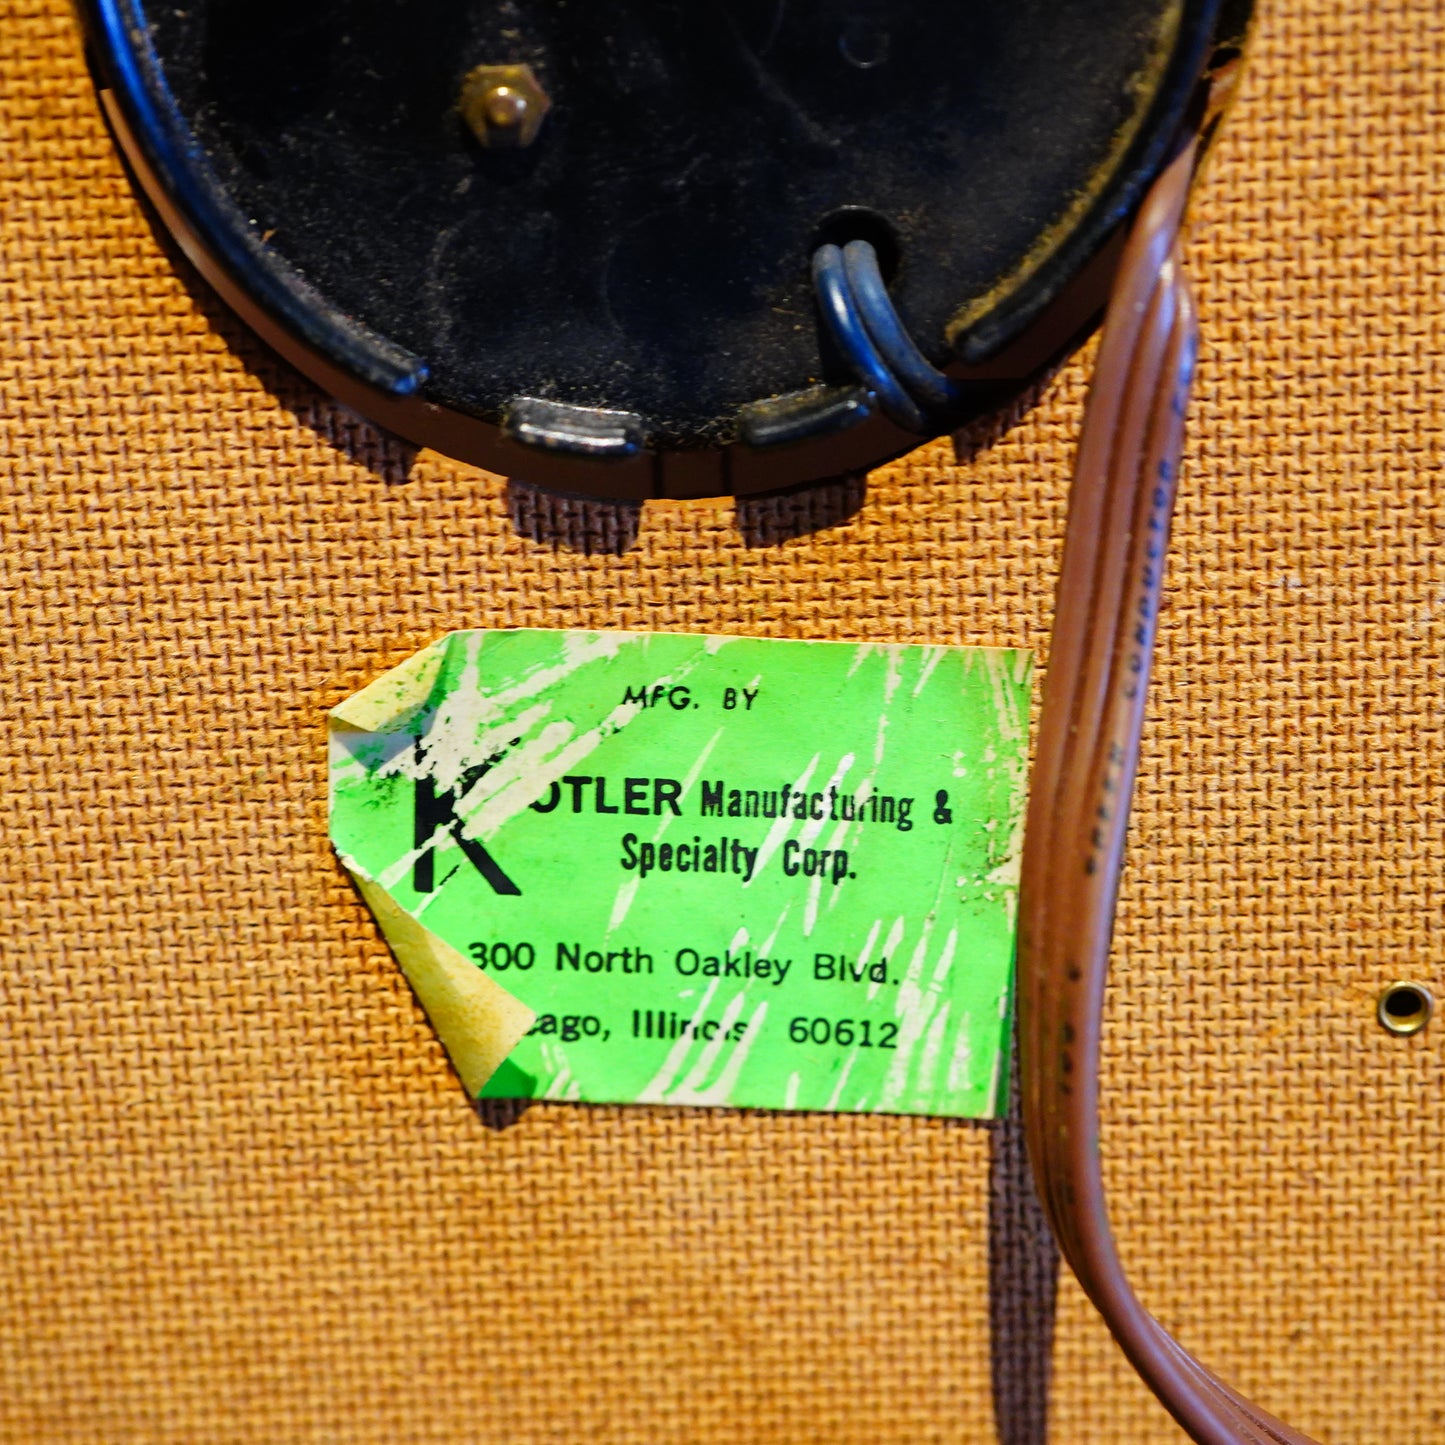 MFG. BY
KOTLER Manufacturing &
Specialty Corp.
300 North Oakley Blvd.
cago, Illinois 60612